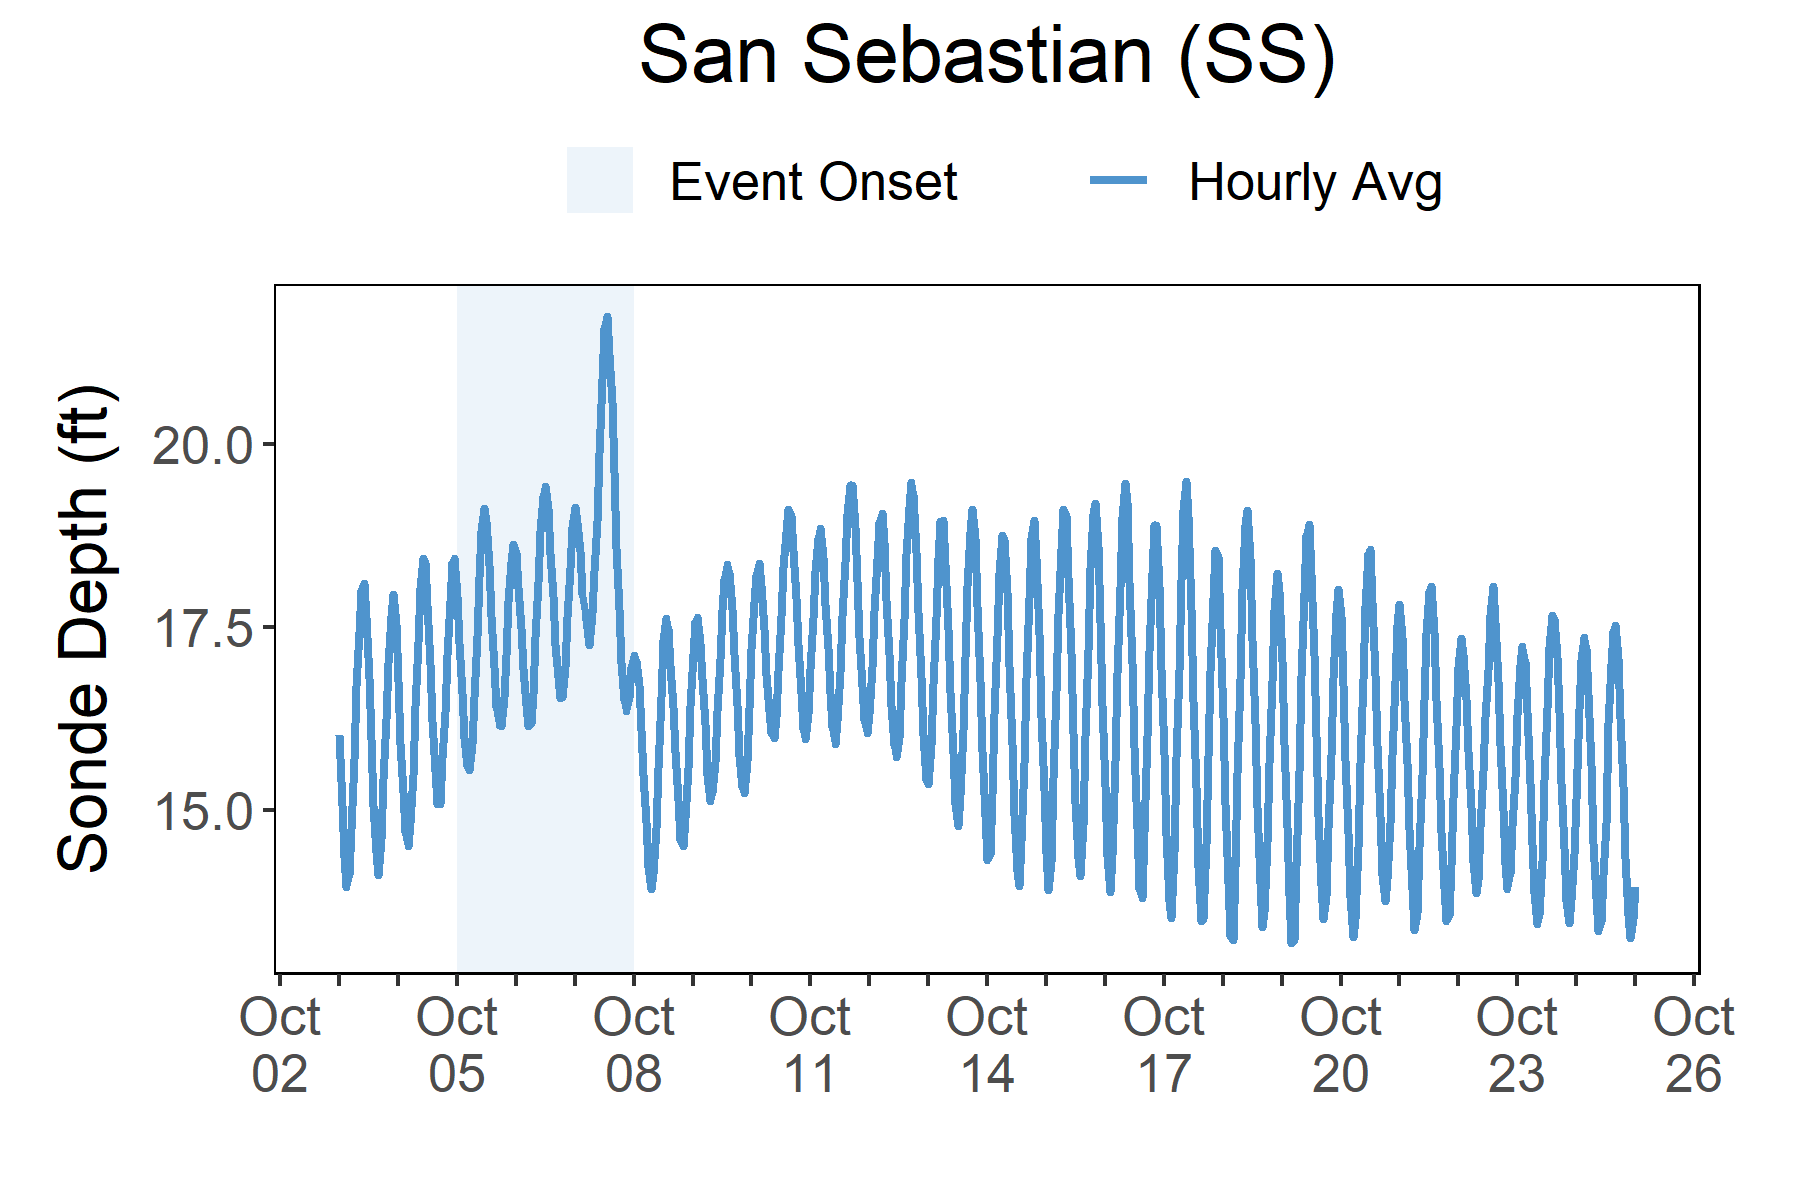 San Sebastian (SS)
Event Onset Hourly Avg
Sonde Depth (ft)
20.0
17.5
15.0
Oct Oct Oct Oct Oct Oct Oct Oct Oct
02 05 08 11 14 17 20 23 26